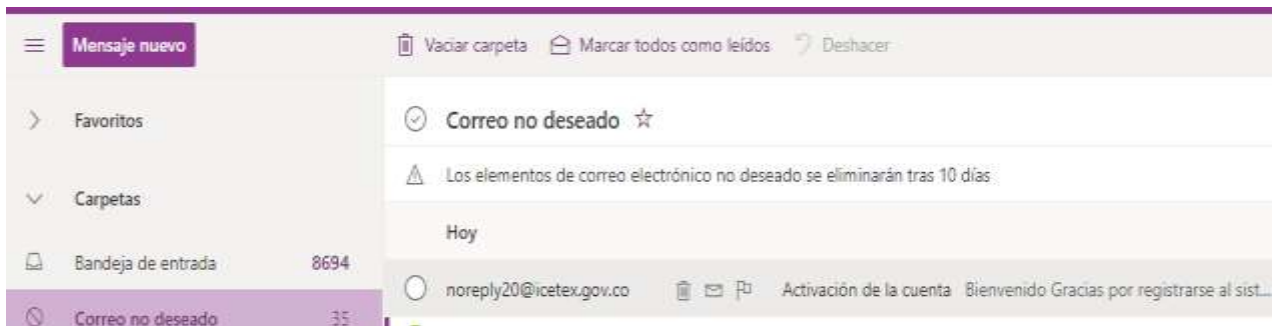 Mensaje nuevo
Vaciar carpeta Marcar todos como leídos Deshacer
Favoritos
Carpetas
Bandeja de entrada 8694
Correo no deseado 35
Correo no deseado
Los elementos de correo electrónico no deseado se eliminarán tras 10 días
Hoy
noreply20@icetex.gov.co Activación de la cuenta Bienvenido Gracias por registrarse al sist...